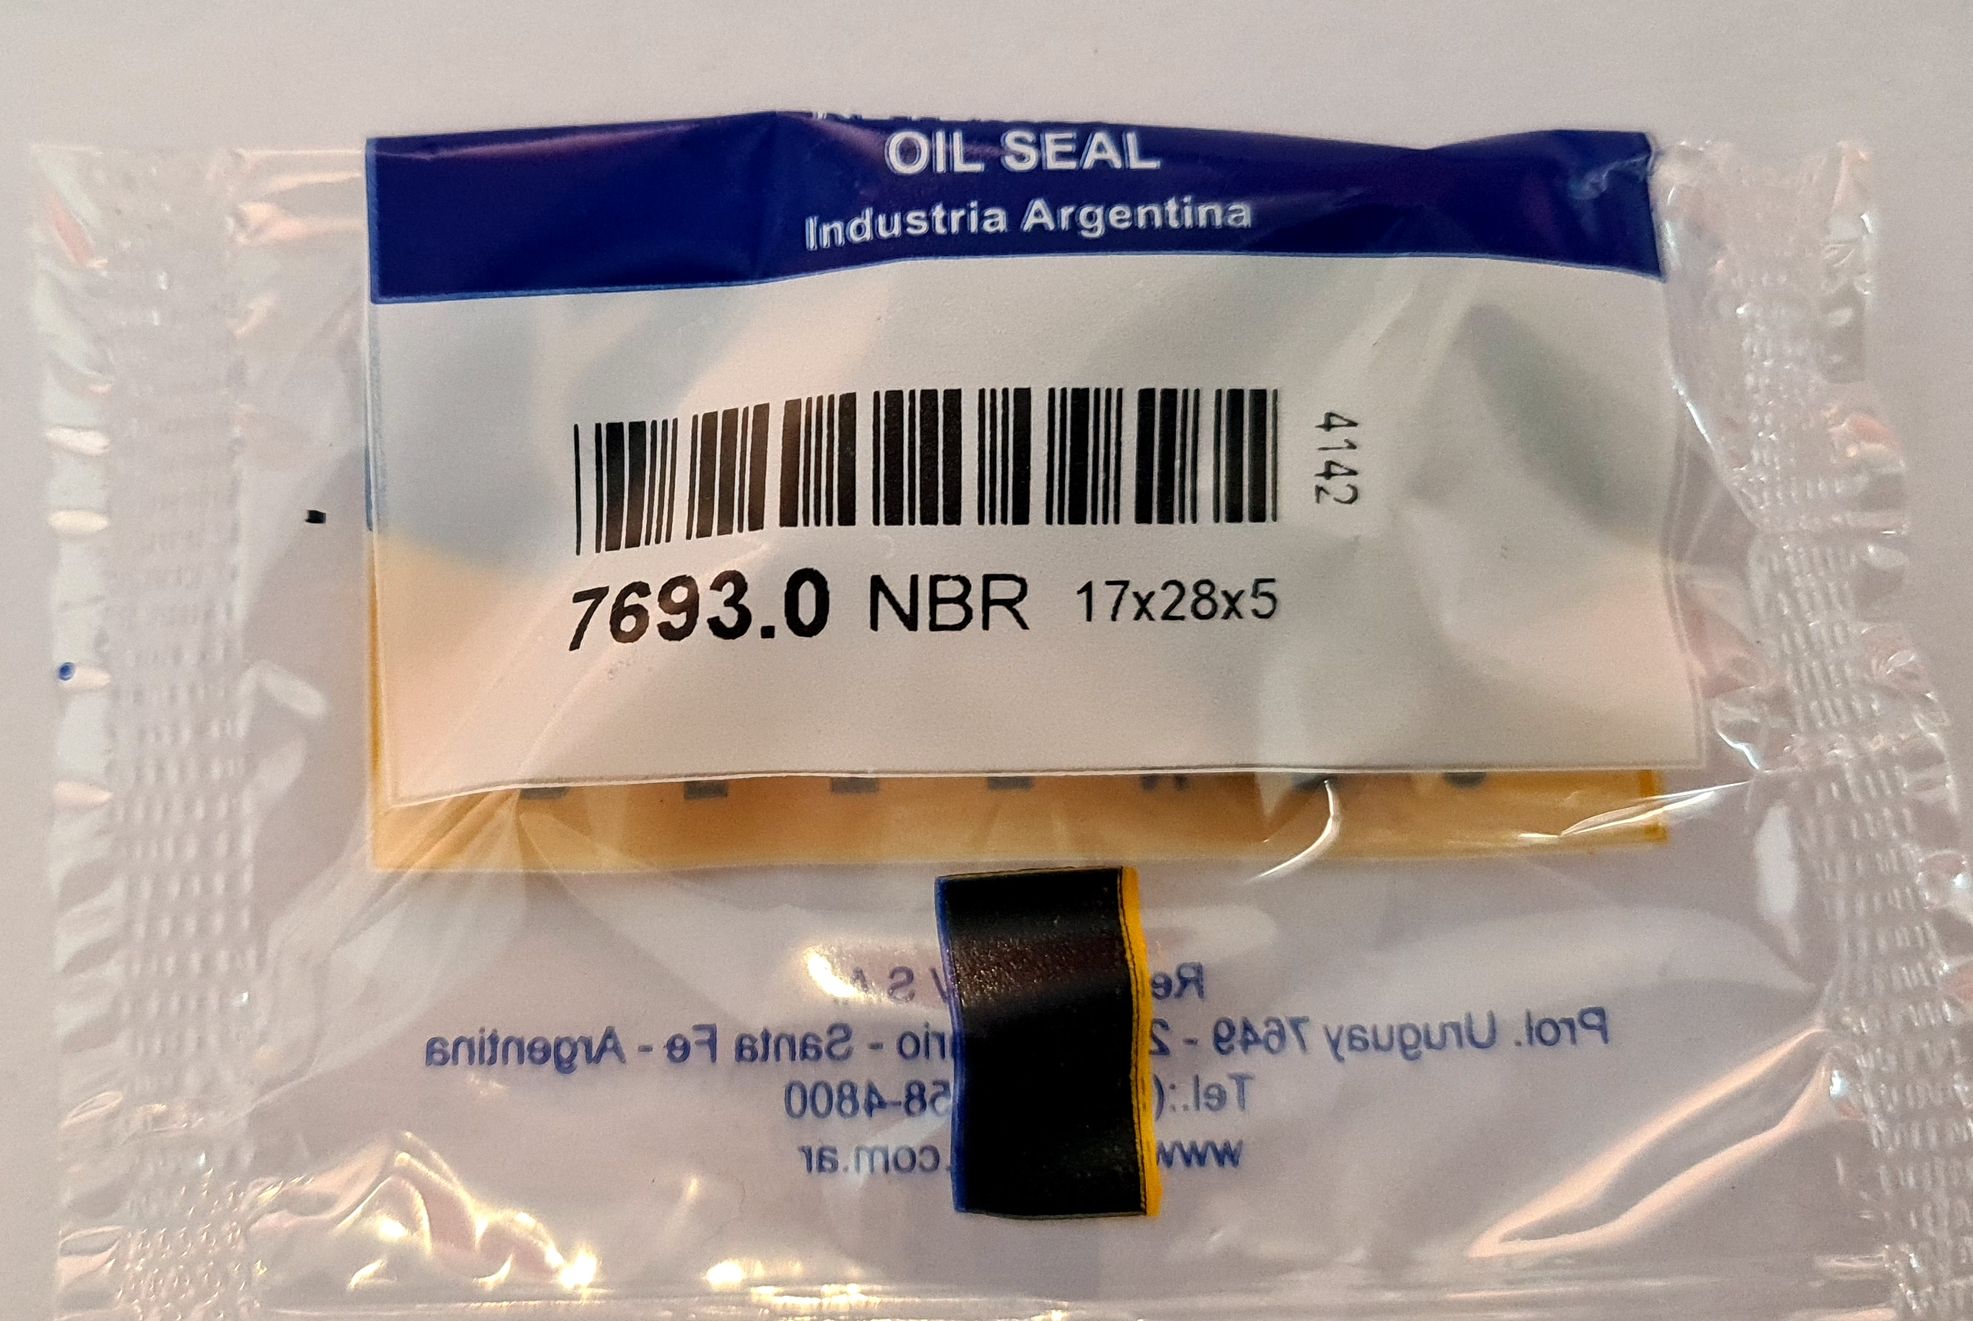 OIL SEAL
Industria Argentina
4142
7693.0 NBR 17x28x5
Prol. Uruguay 7649 - 2 - Santa Fe - Argentina
Tel.:( 58-4800
www .com.ar